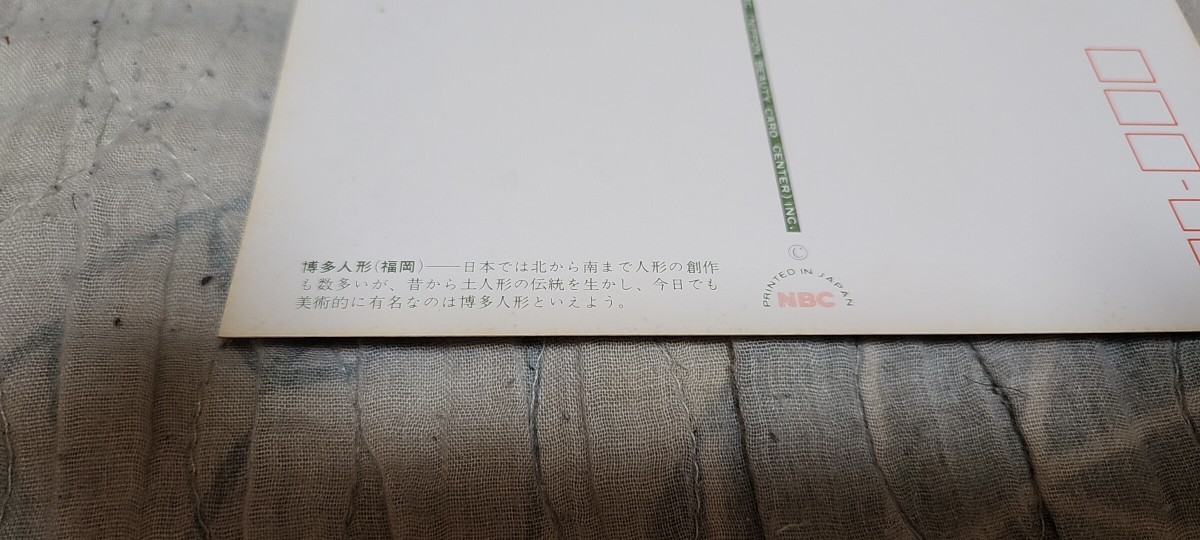 BEAUTY CARD CENTER) INC.
博多人形(福岡)——日本では北から南まで人形の創作
も数多いが、昔から土人形の伝統を生かし、今日でも
美術的に有名なのは博多人形といえよう。
©
PRINTED IN JAPAN
NBC